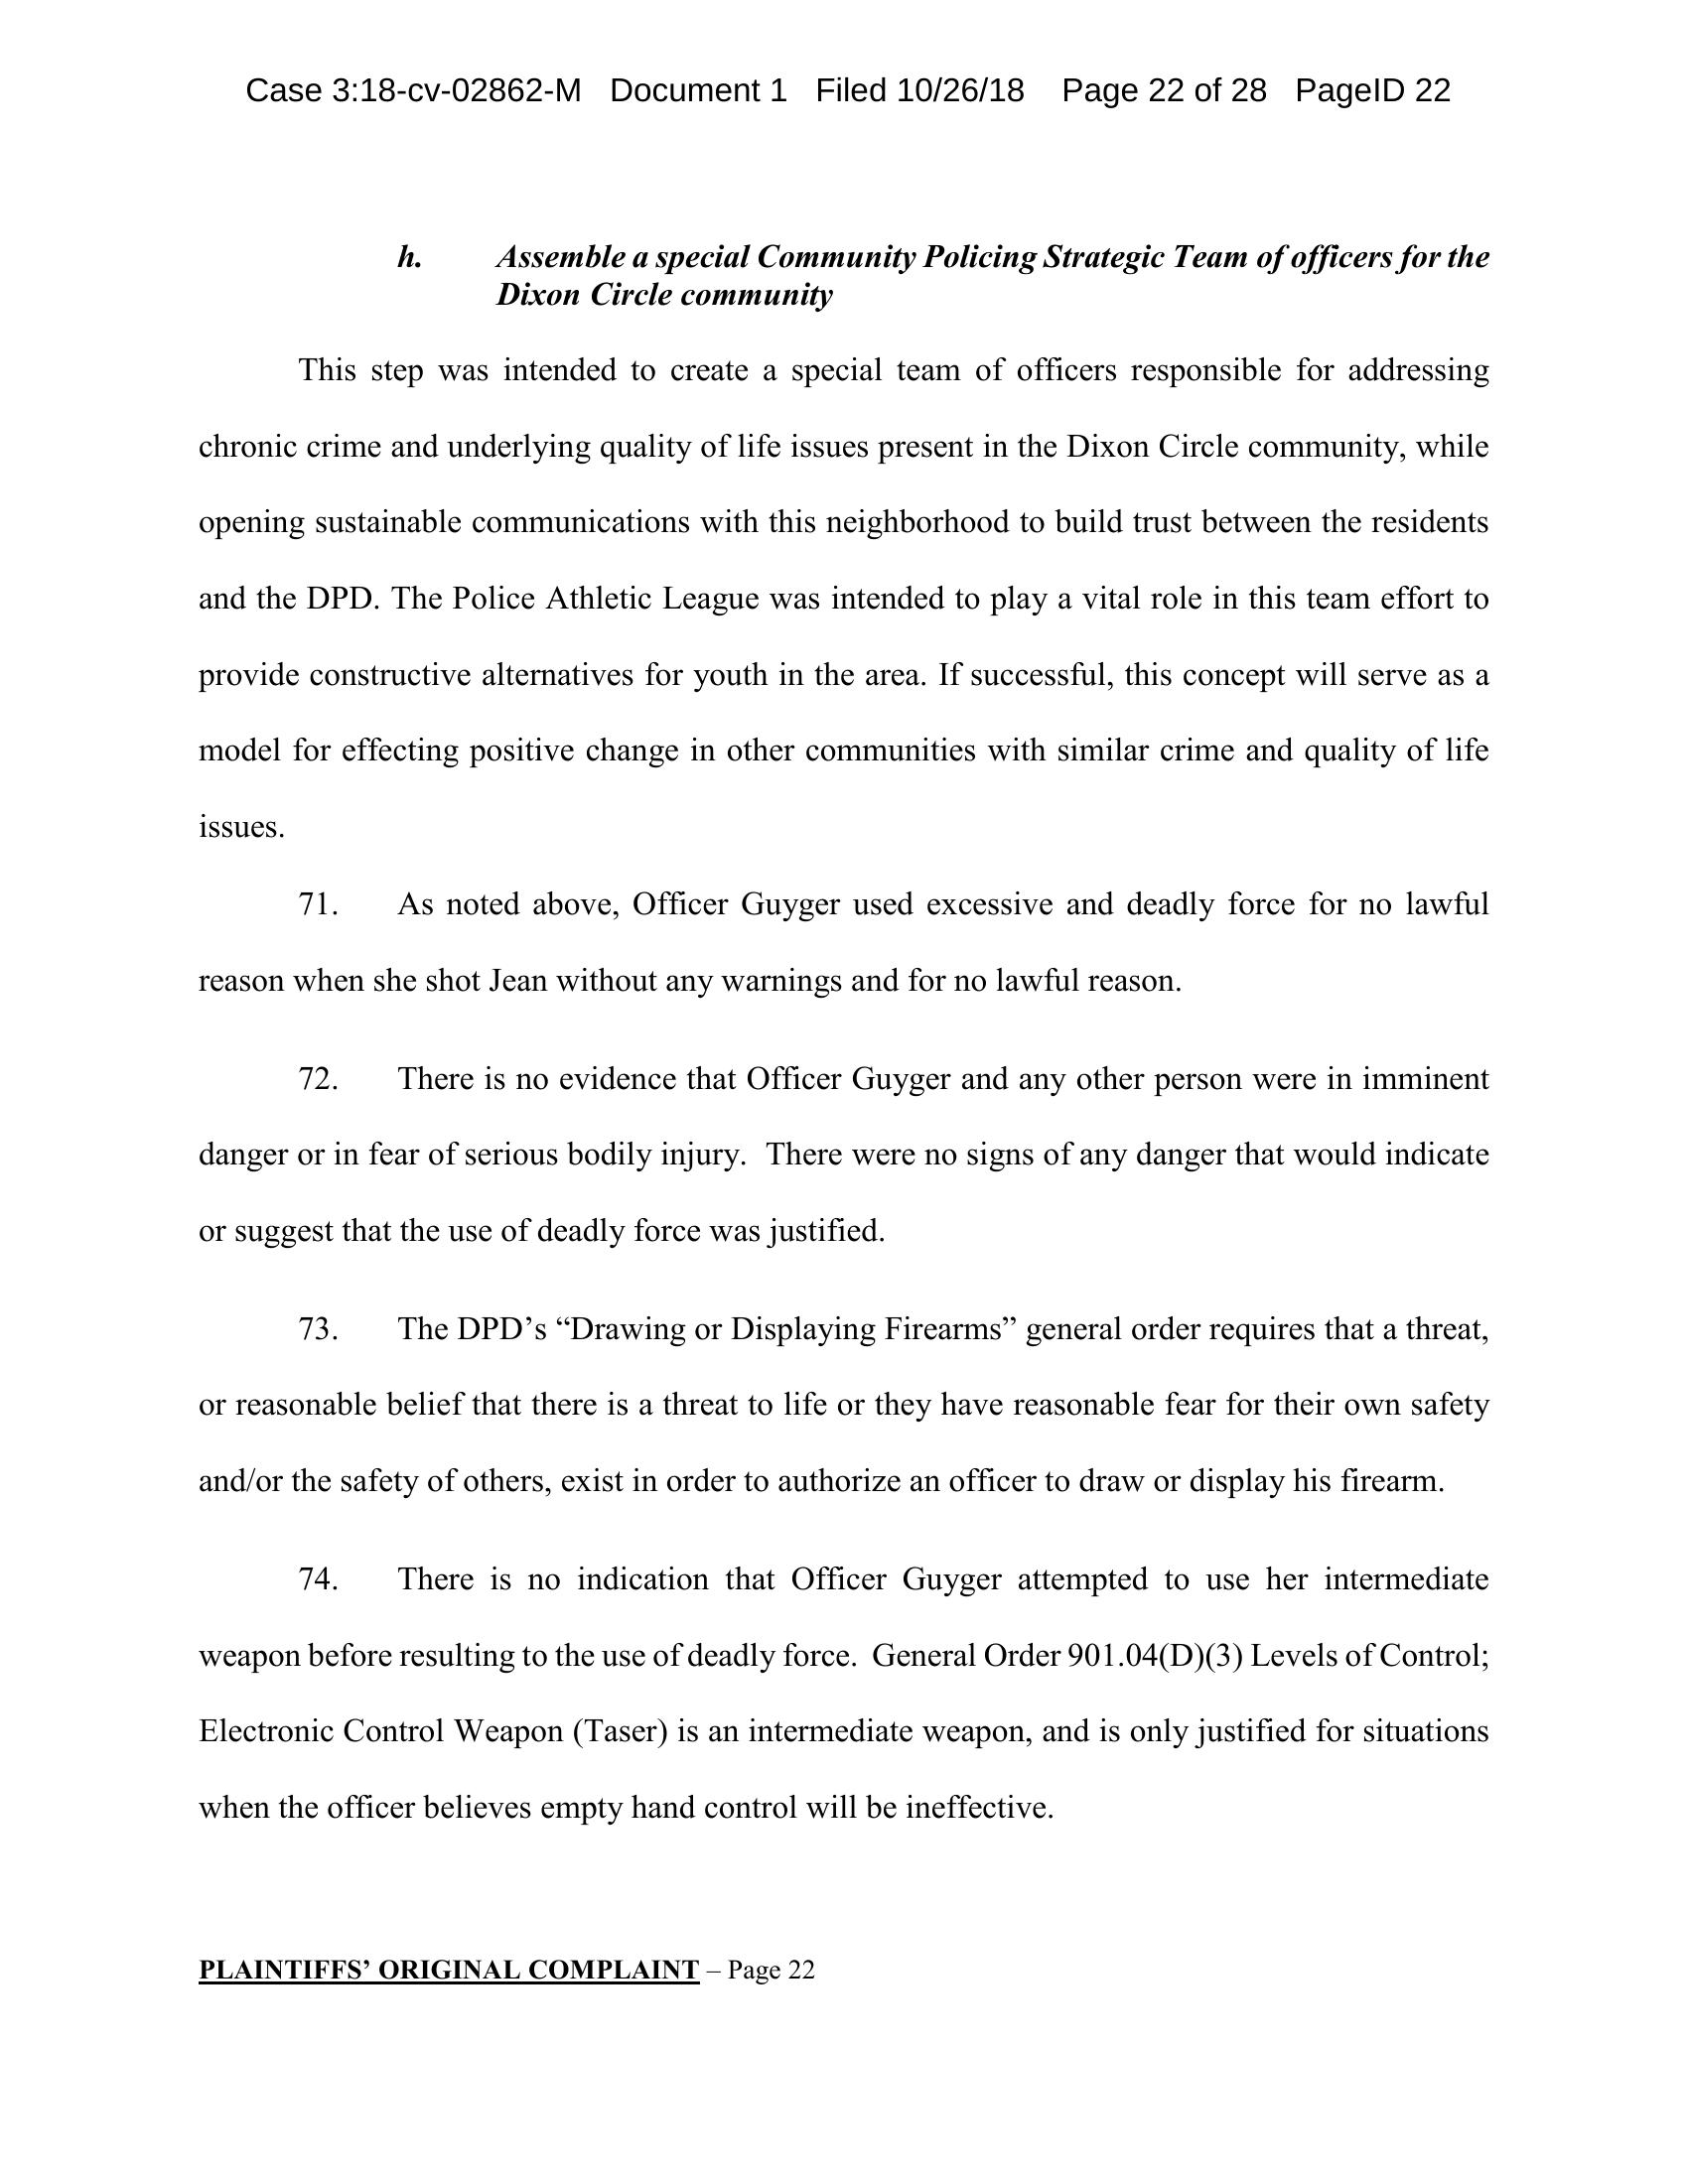 Case 3:18-cv-02862-M Document 1 Filed 10/26/18 Page 22 of 28 PageID 22
h. Assemble a special Community Policing Strategic Team of officers for the
Dixon Circle community
This step was intended to create a special team of officers responsible for addressing
chronic crime and underlying quality of life issues present in the Dixon Circle community, while
opening sustainable communications with this neighborhood to build trust between the residents
and the DPD. The Police Athletic League was intended to play a vital role in this team effort to
provide constructive alternatives for youth in the area. If successful, this concept will serve as a
model for effecting positive change in other communities with similar crime and quality of life
issues.
71. As noted above, Officer Guyger used excessive and deadly force for no lawful
reason when she shot Jean without any warnings and for no lawful reason.
72. There is no evidence that Officer Guyger and any other person were in imminent
danger or in fear of serious bodily injury.  There were no signs of any danger that would indicate
or suggest that the use of deadly force was justified.
73. The DPD’s “Drawing or Displaying Firearms” general order requires that a threat,
or reasonable belief that there is a threat to life or they have reasonable fear for their own safety
and/or the safety of others, exist in order to authorize an officer to draw or display his firearm.
74. There is no indication that Officer Guyger attempted to use her intermediate
weapon before resulting to the use of deadly force.  General Order 901.04(D)(3) Levels of Control;
Electronic Control Weapon (Taser) is an intermediate weapon, and is only justified for situations
when the officer believes empty hand control will be ineffective.
PLAINTIFFS’ ORIGINAL COMPLAINT – Page 22